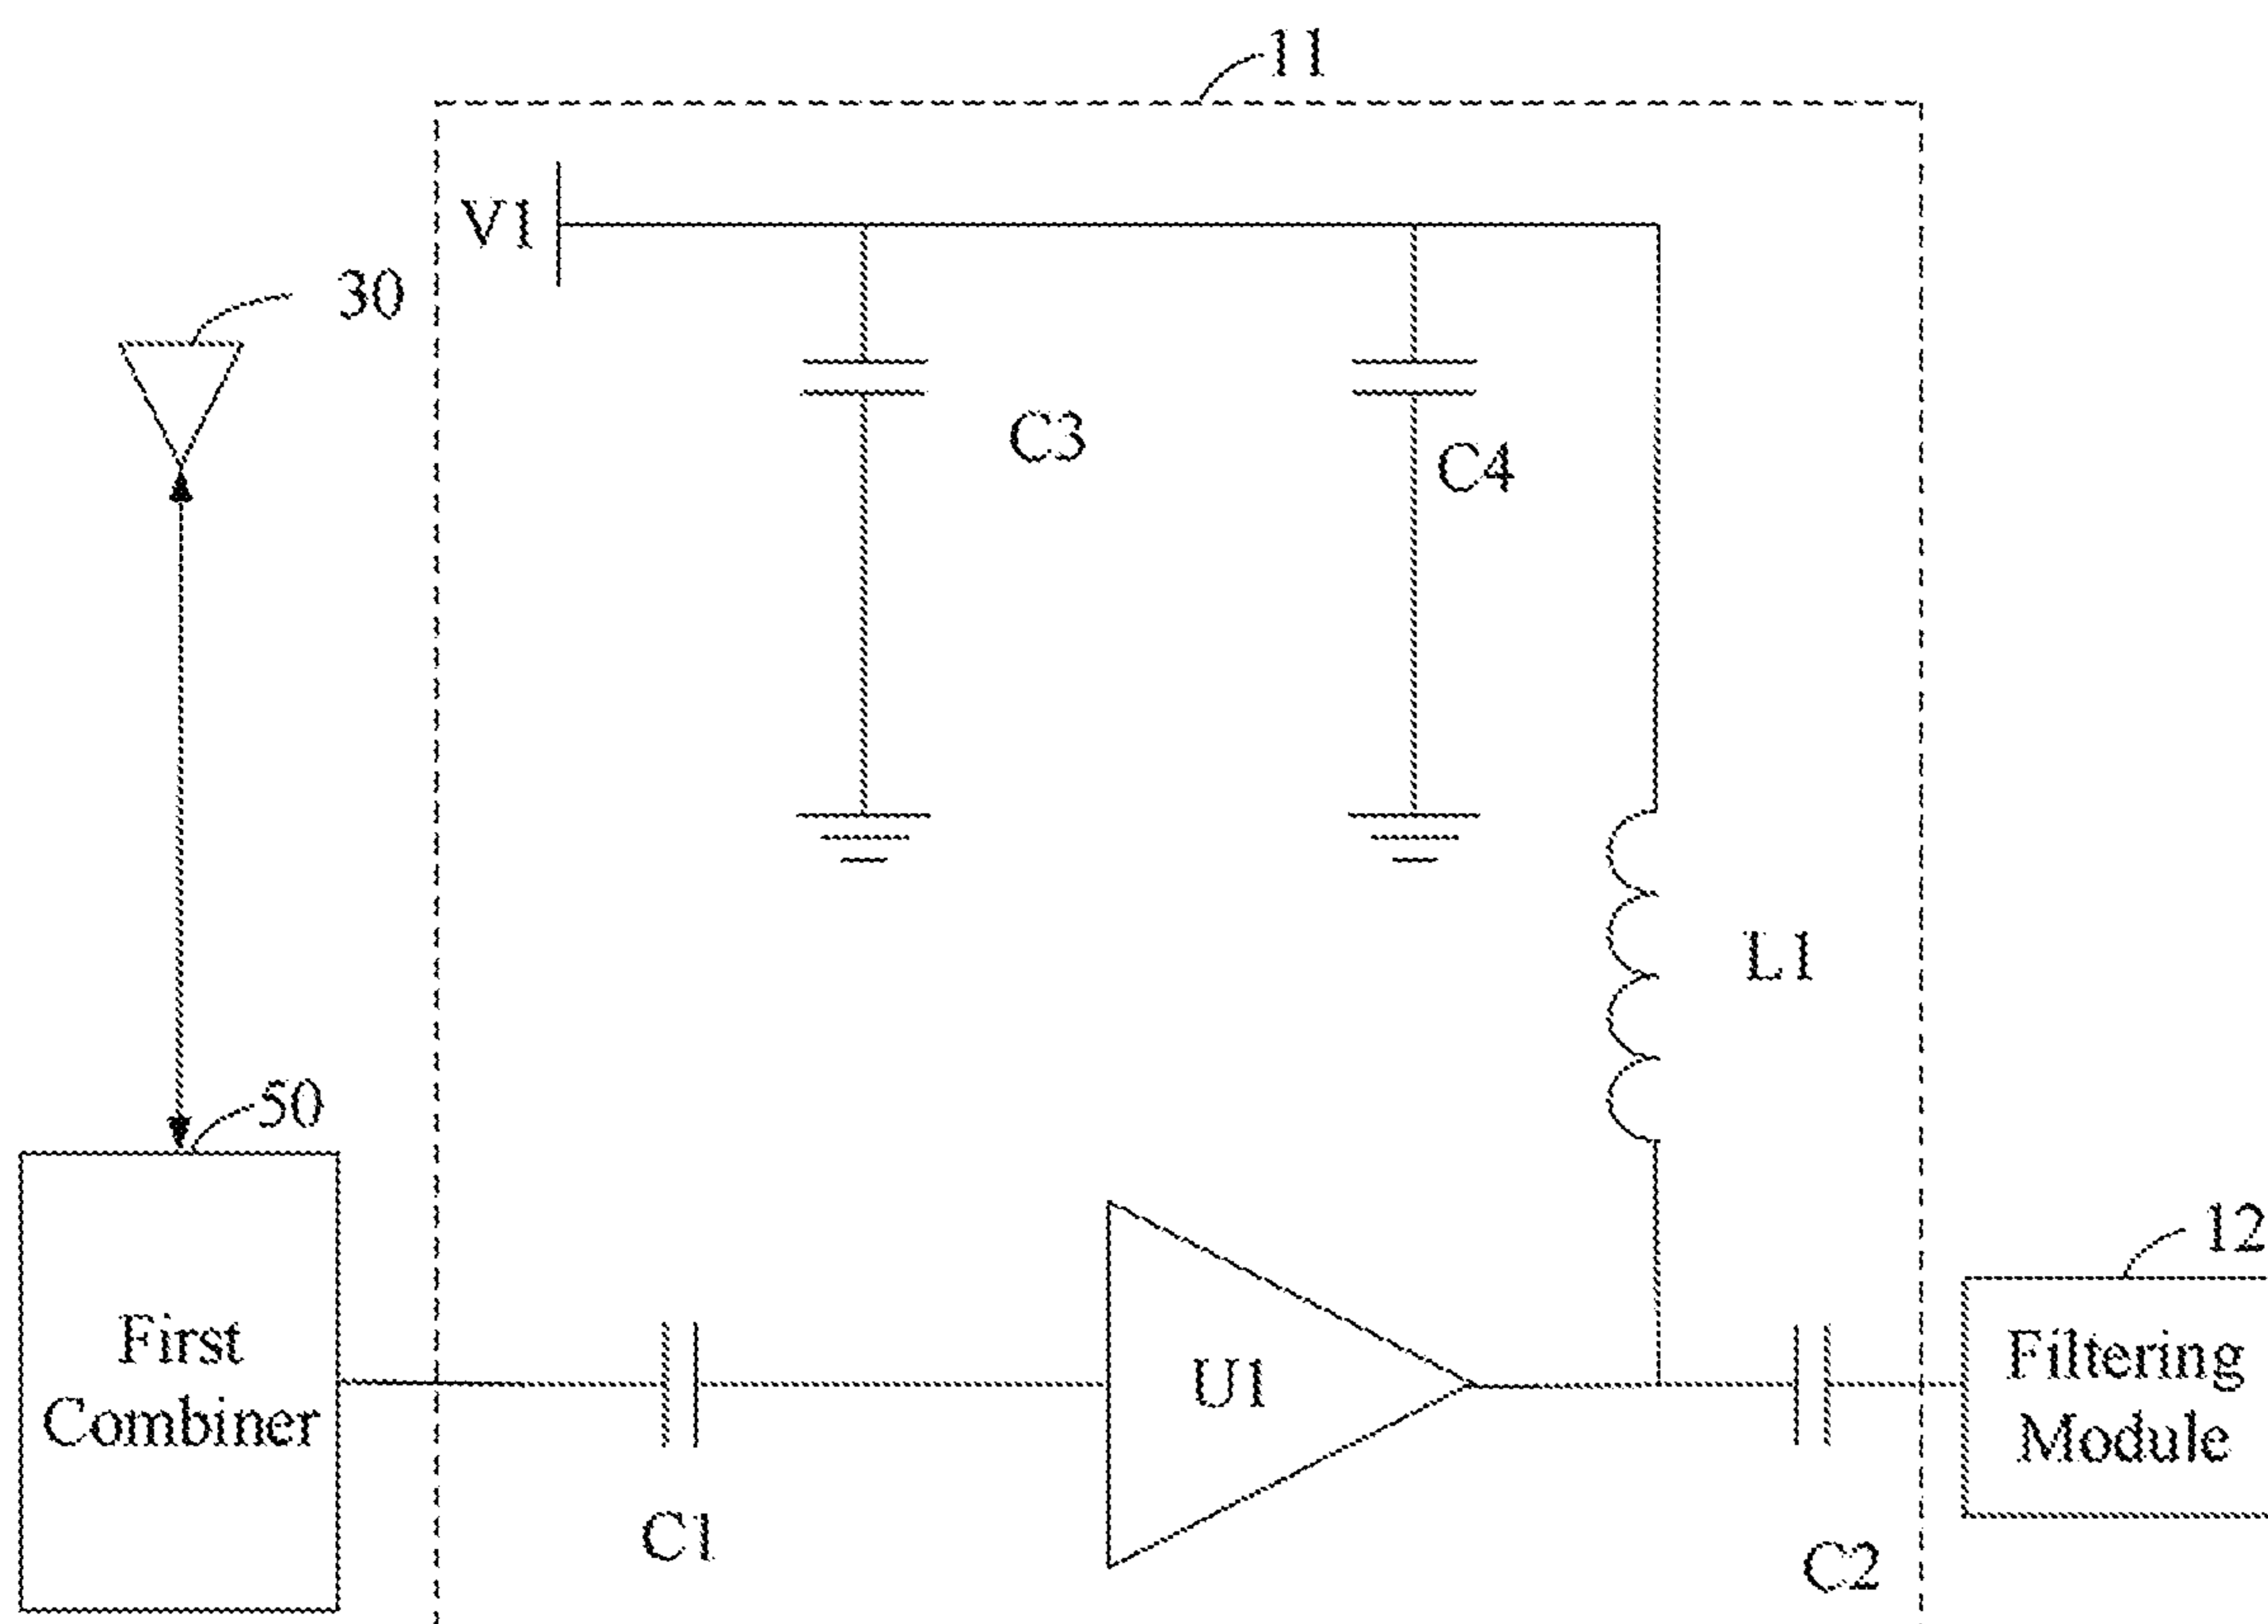 11
V1
30
C3
C4
L1
50
12
First
Combiner
U1
Filtering
Module
C1
C2